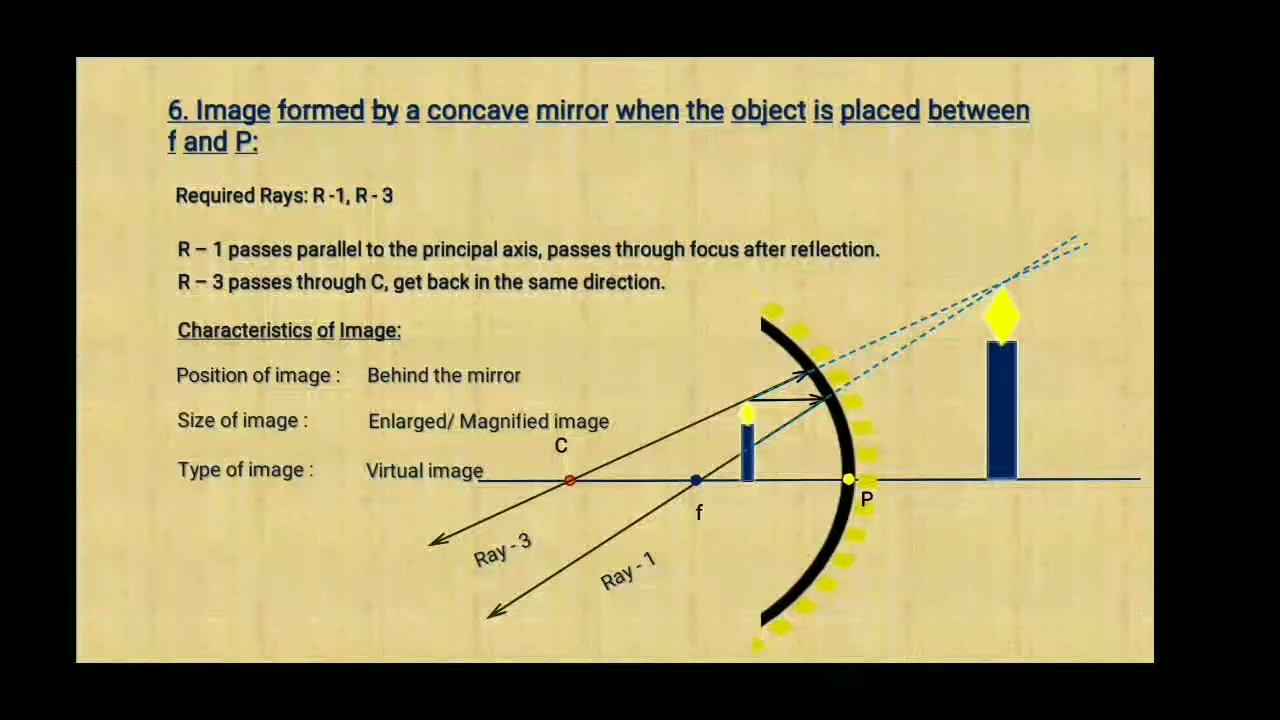 6. Image formed by a concave mirror when the object is placed between
f and P:
Required Rays: R -1, R - 3
R – 1 passes parallel to the principal axis, passes through focus after reflection.
R – 3 passes through C, get back in the same direction.
Characteristics of Image:
Position of image : Behind the mirror
Size of image : Enlarged/ Magnified image
Type of image : Virtual image
C
f
P
Ray - 3
Ray - 1